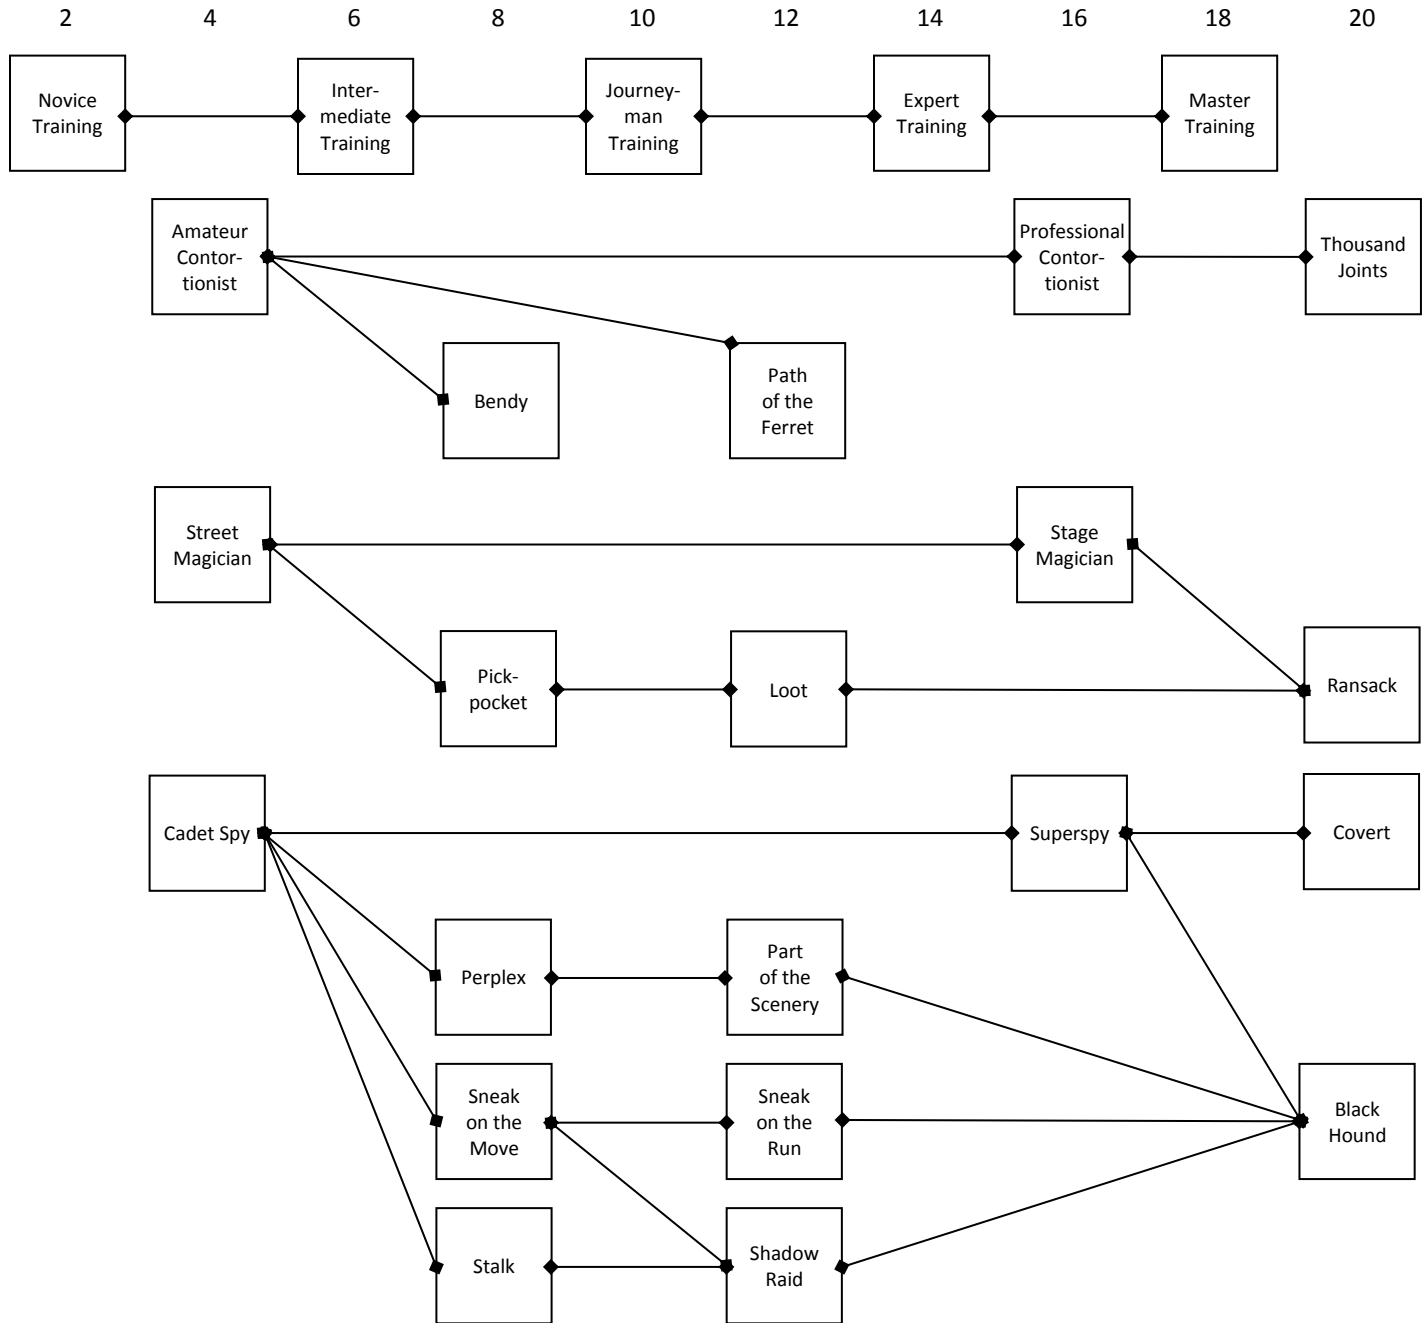 2 4 6 8 10 12 14 16 18 20
Novice
Training
Inter-
mediate
Training
Journey-
man
Training
Expert
Training
Master
Training
Amateur
Contor-
tionist
Professional
Contor-
tionist
Thousand
Joints
Bendy
Path
of the
Ferret
Street
Magician
Stage
Magician
Pick-
pocket
Loot
Ransack
Cadet Spy
Superspy
Covert
Perplex
Part
of the
Scenery
Sneak
on the
Move
Sneak
on the
Run
Black
Hound
Stalk
Shadow
Raid